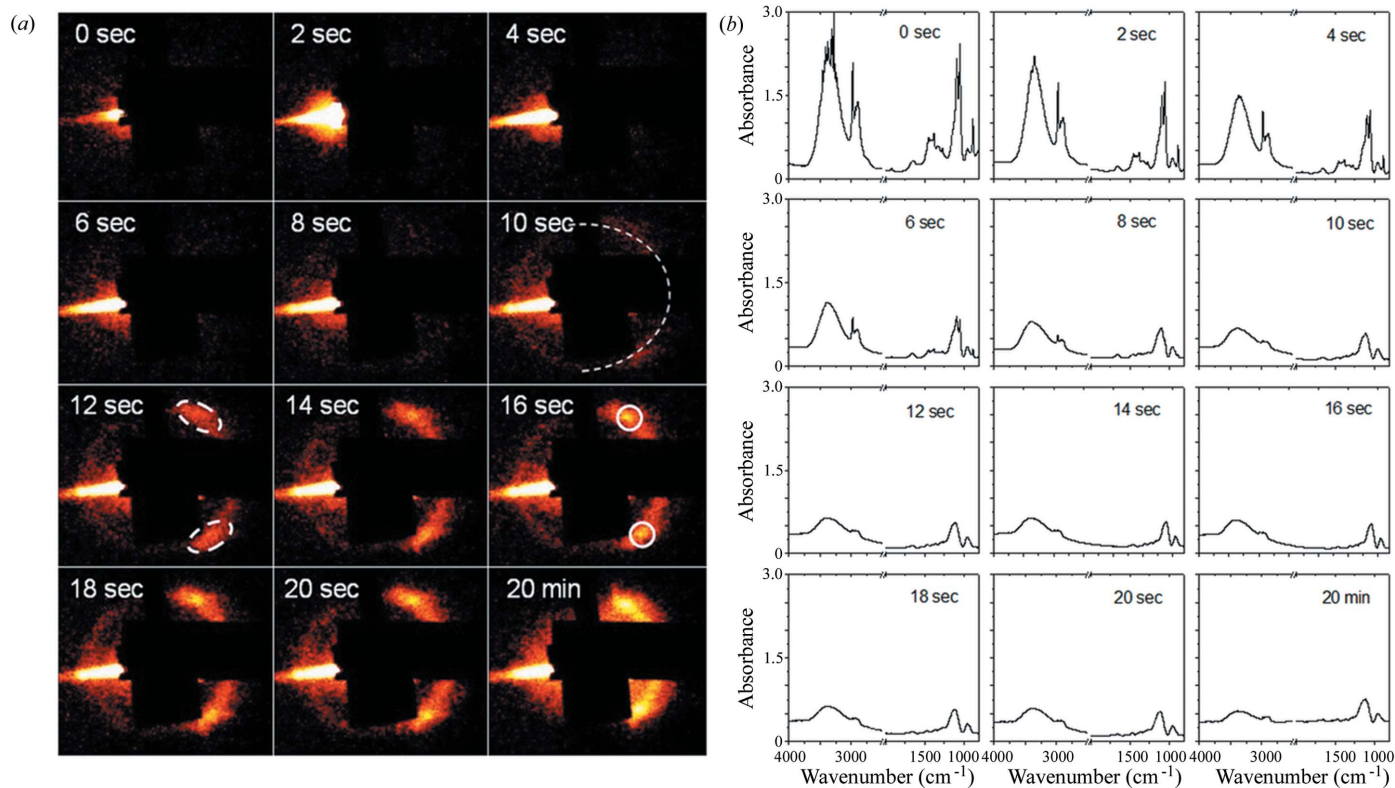 (a)
0 sec 2 sec 4 sec
6 sec 8 sec 10 sec
12 sec 14 sec 16 sec
18 sec 20 sec 20 min
(b)
3.0 0 sec 2 sec 4 sec
Absorbance
1.5
0
3.0 6 sec 8 sec 10 sec
Absorbance
1.5
0
3.0 12 sec 14 sec 16 sec
Absorbance
1.5
0
3.0 18 sec 20 sec 20 min
Absorbance
1.5
0
4000 3000 1500 1000 4000 3000 1500 1000 4000 3000 1500 1000
Wavenumber (cm⁻¹) Wavenumber (cm⁻¹) Wavenumber (cm⁻¹)